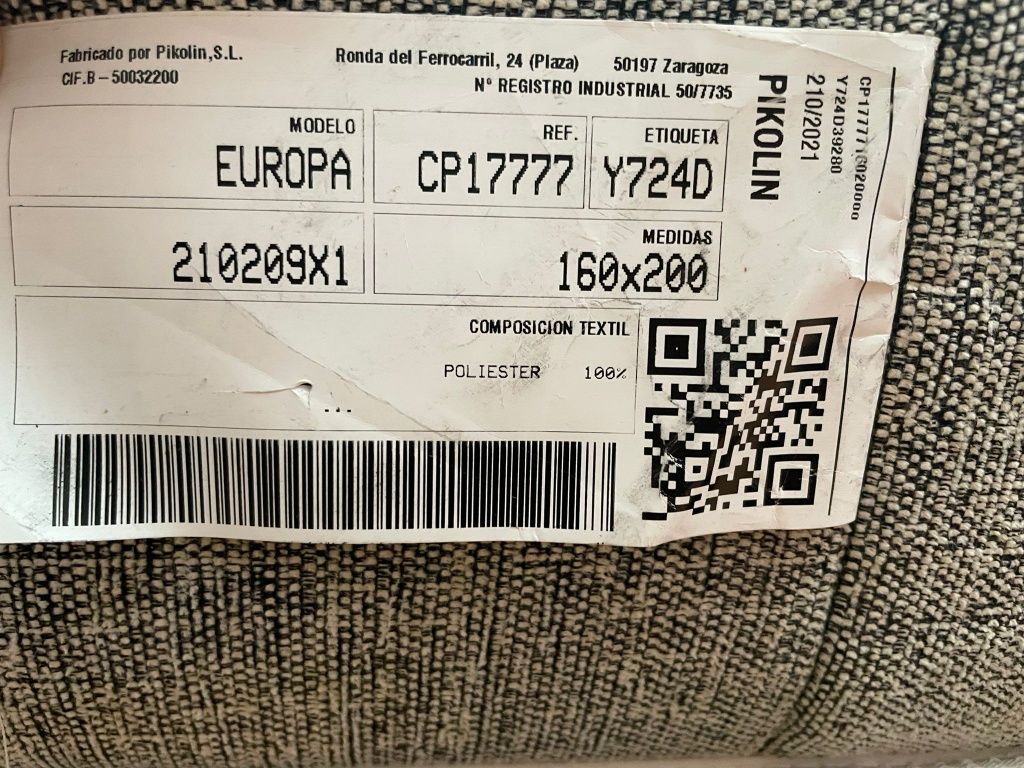 Fabricado por Pikolin,S.L.
CIF.B – 50032200
Ronda del Ferrocarril, 24 (Plaza) 50197 Zaragoza
Nº REGISTRO INDUSTRIAL 50/7735
MODELO
EUROPA
REF.
CP17777
ETIQUETA
Y724D
210209X1
MEDIDAS
160x200
COMPOSICION TEXTIL
POLIESTER 100%
...
PIKOLIN
210/2021
Y724D39280